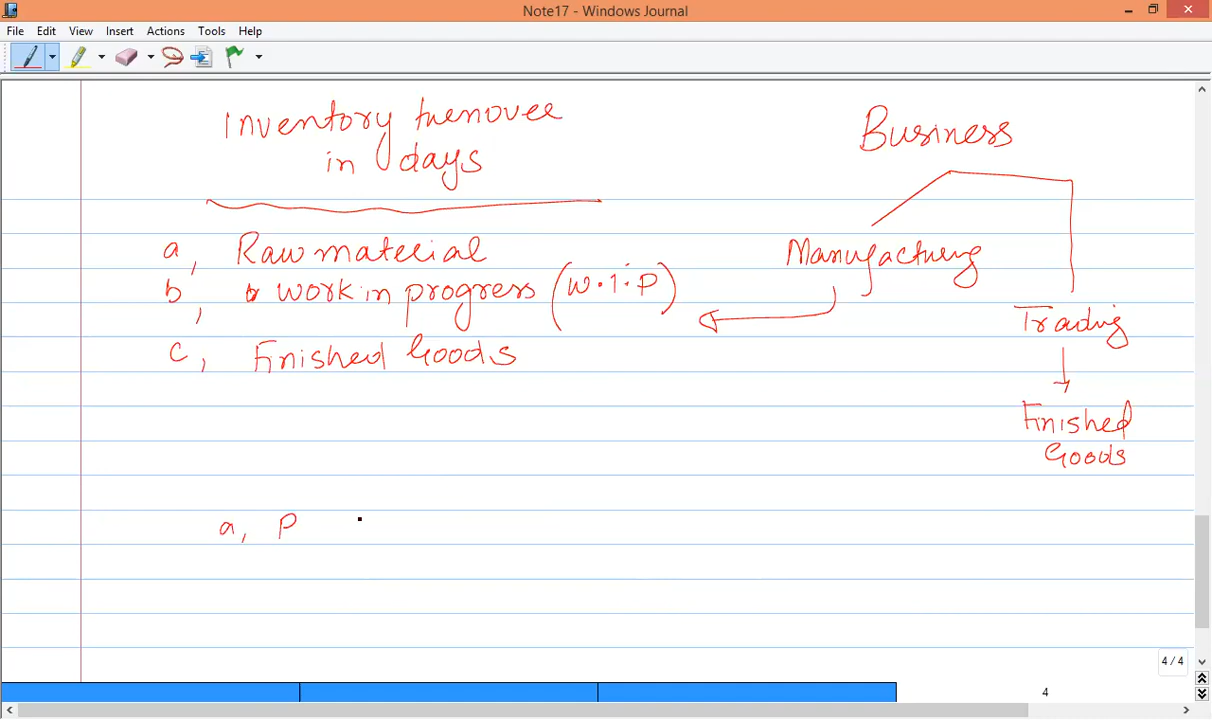 Note17 - Windows Journal
File Edit View Insert Actions Tools Help
Inventory turnover
in days
a, Raw material
b, work in progress (W.I.P)
c, Finished Goods
Business
Manufacturing
Trading
Finished
Goods
a, P
4 / 4
4